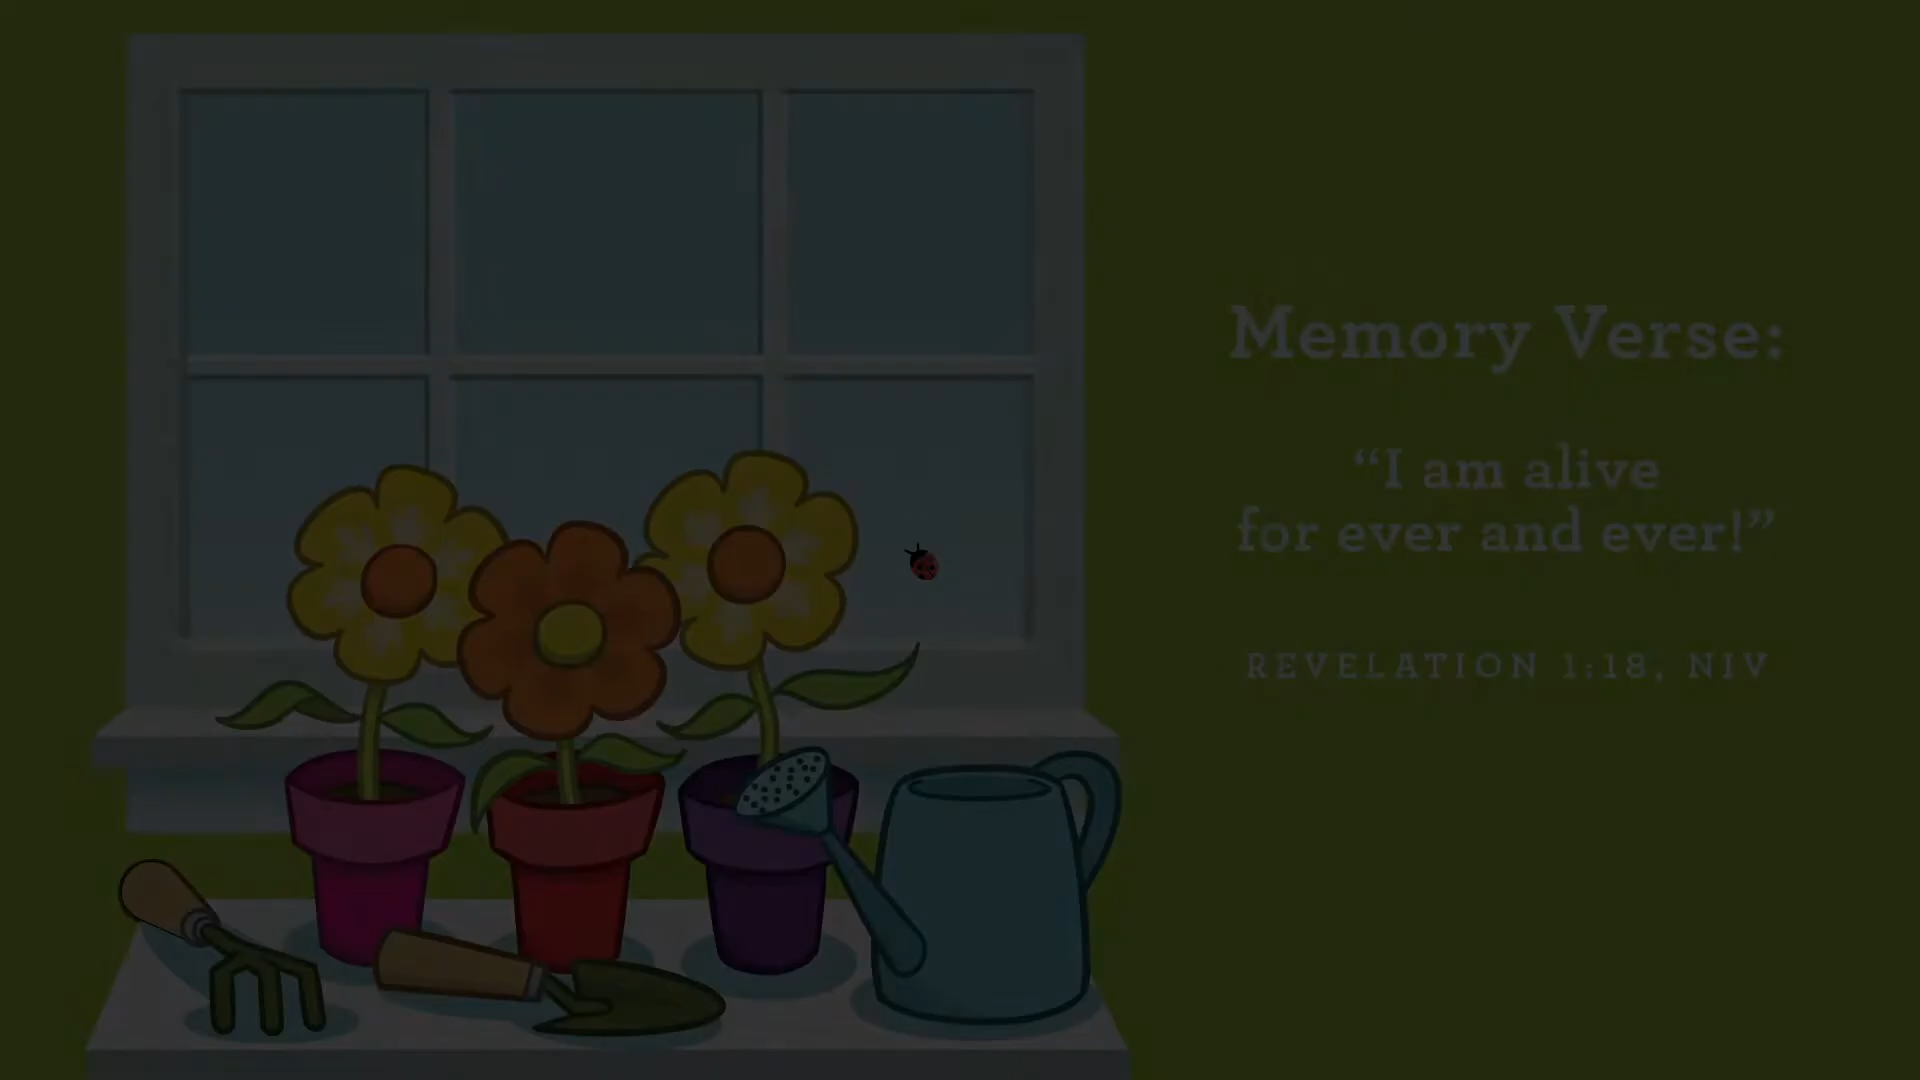 Memory Verse:
“I am alive
for ever and ever!”
REVELATION 1:18, NIV